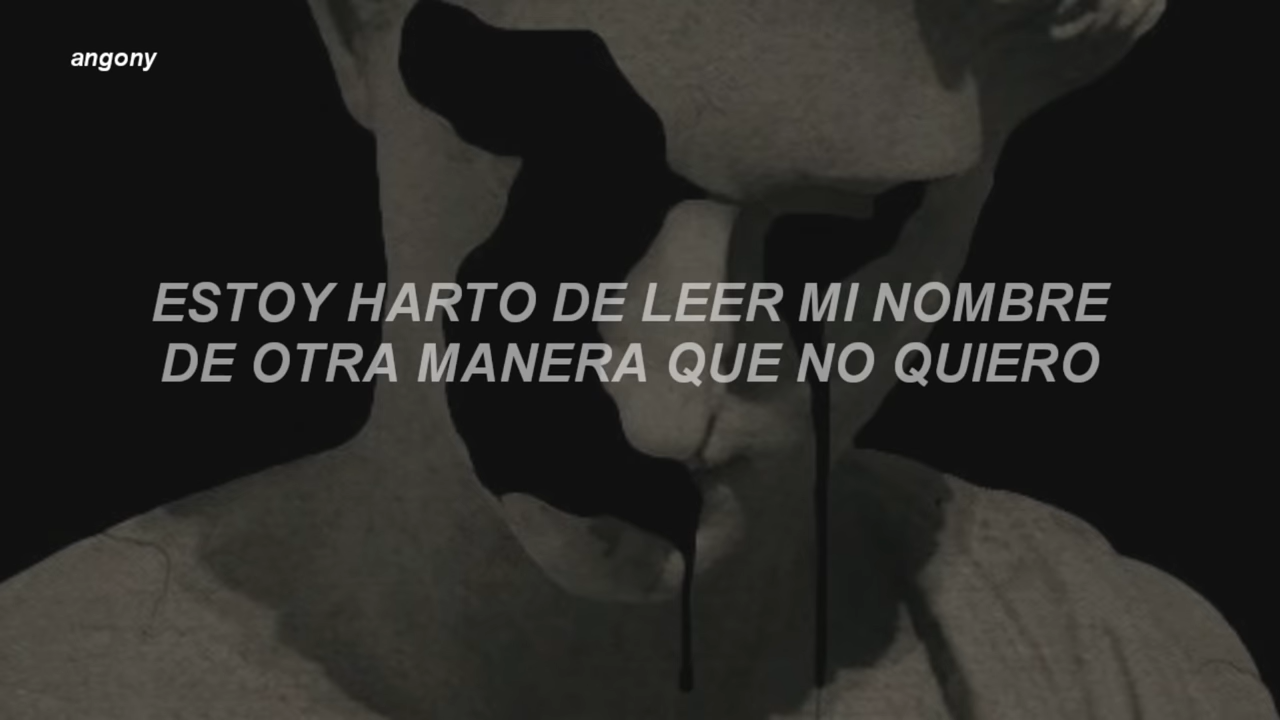 angony
ESTOY HARTO DE LEER MI NOMBRE
DE OTRA MANERA QUE NO QUIERO